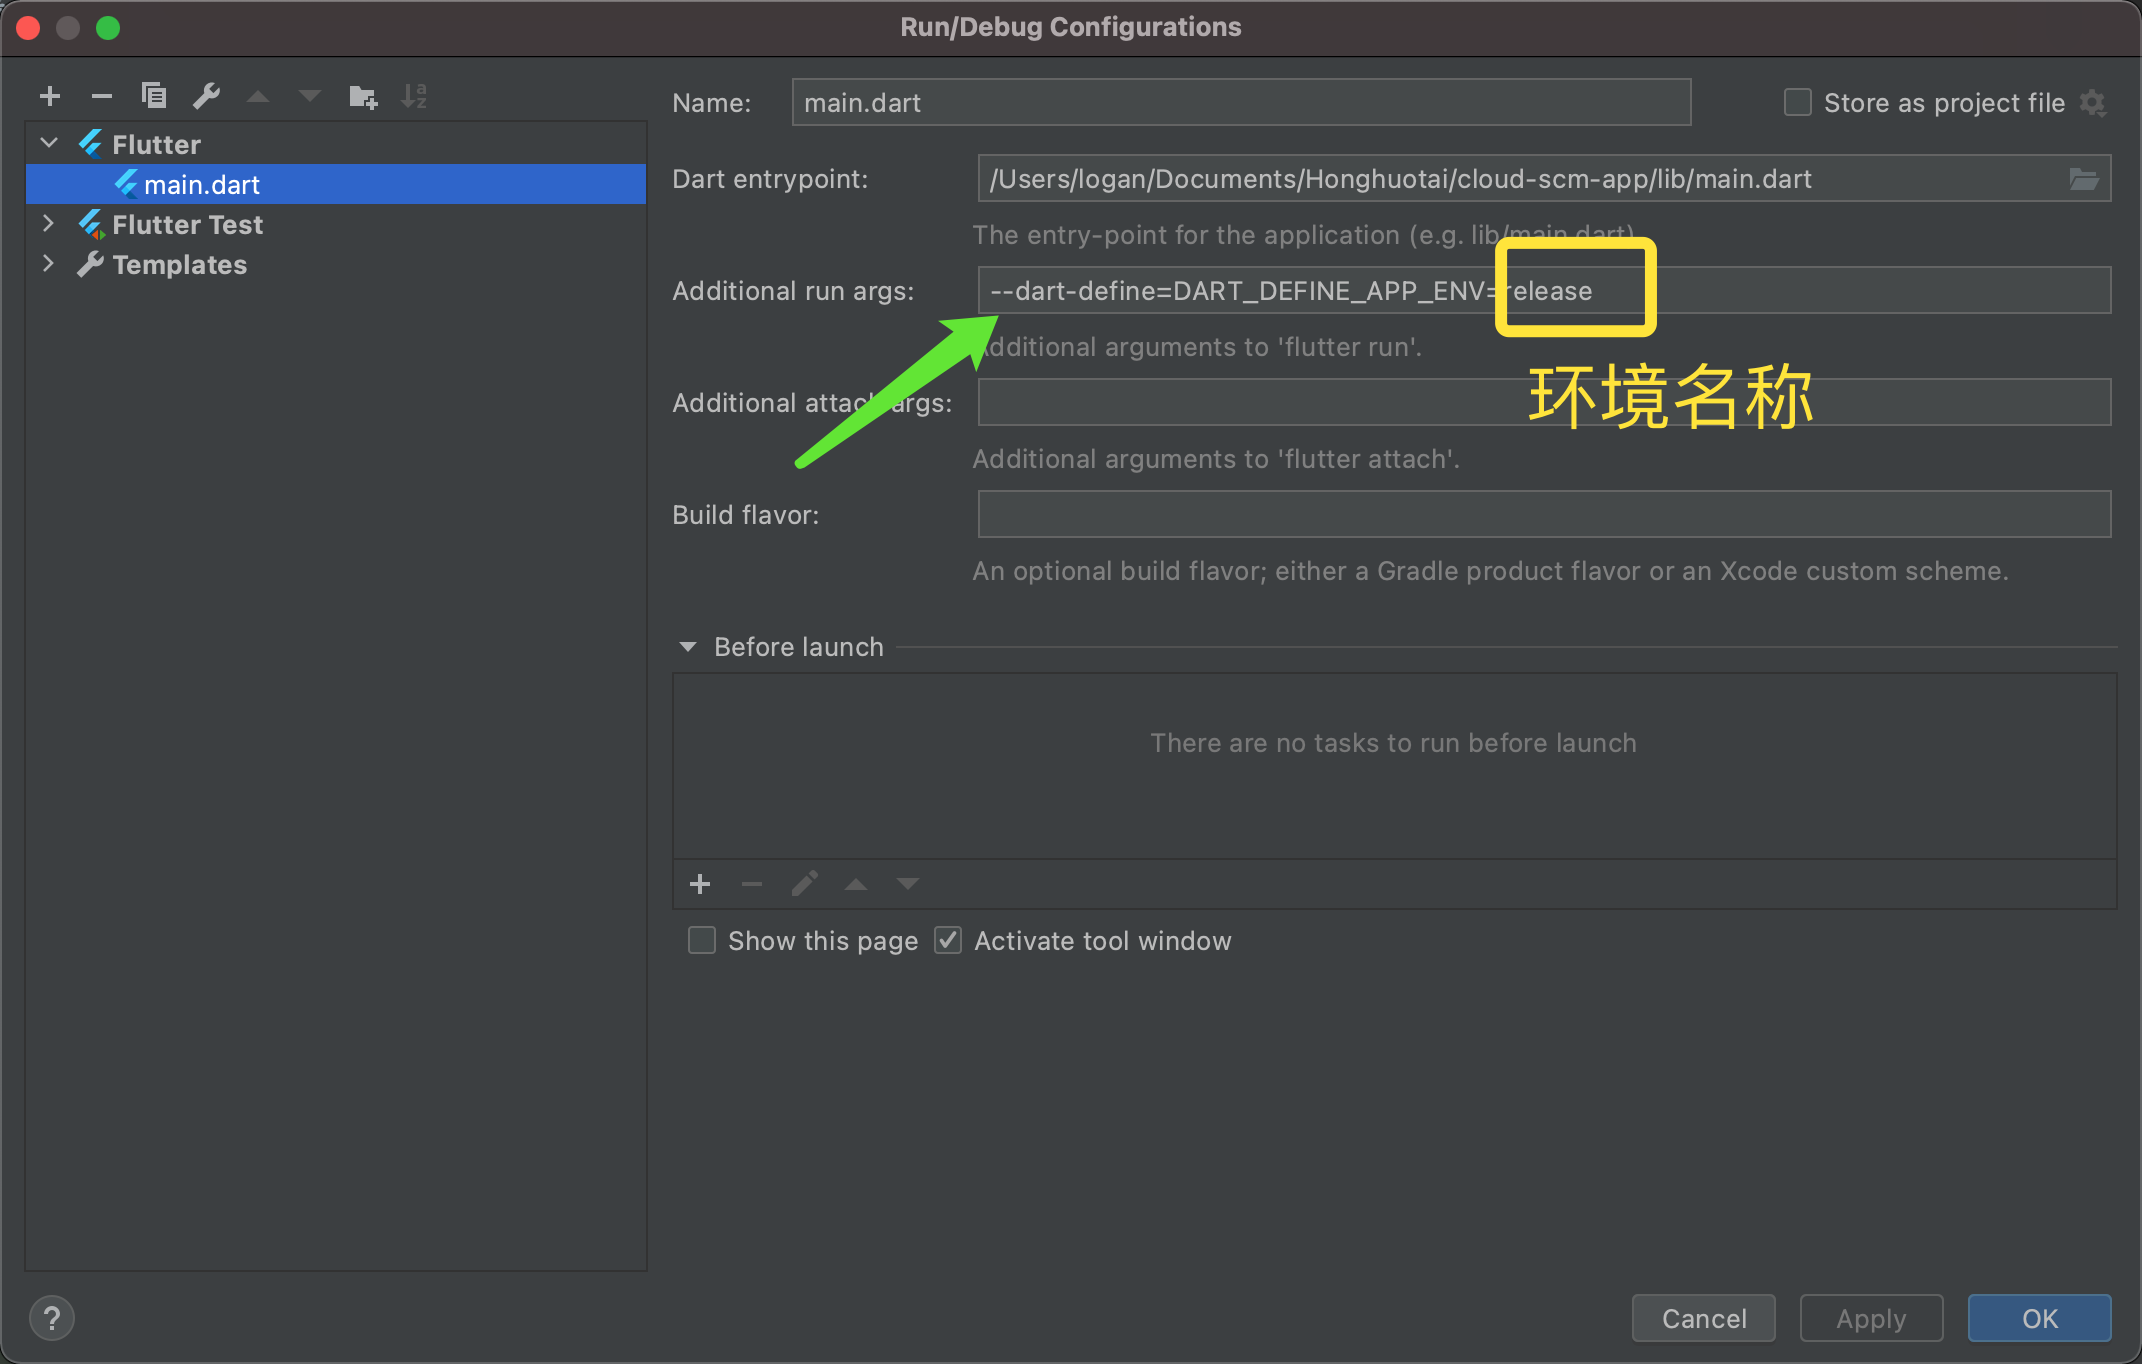 Run/Debug Configurations
Flutter
main.dart
Flutter Test
Templates
Name:
main.dart
Store as project file
Dart entrypoint:
/Users/logan/Documents/Honghuotai/cloud-scm-app/lib/main.dart
The entry-point for the application (e.g. lib/main.dart)
Additional run args:
--dart-define=DART_DEFINE_APP_ENV=release
Additional arguments to 'flutter run'.
环境名称
Additional attach args:
Additional arguments to 'flutter attach'.
Build flavor:
An optional build flavor; either a Gradle product flavor or an Xcode custom scheme.
Before launch
There are no tasks to run before launch
Show this page
Activate tool window
?
Cancel
Apply
OK